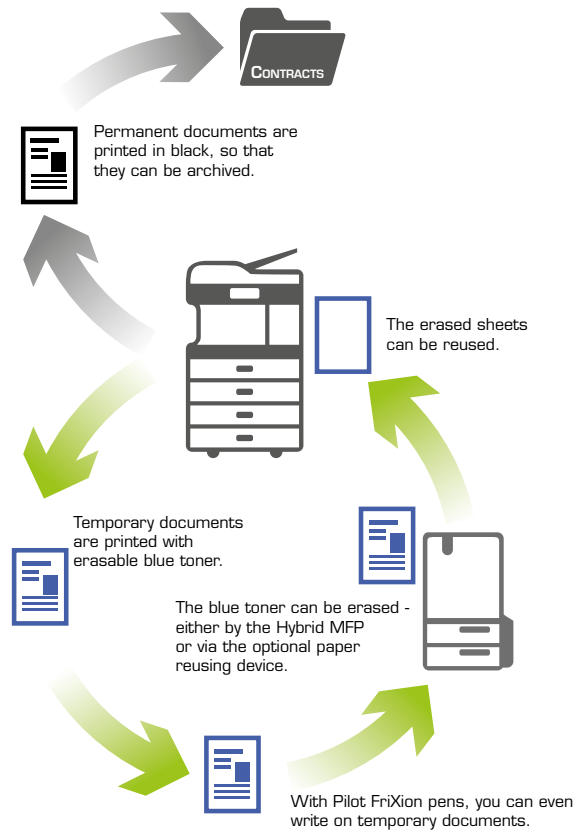 CONTRACTS
Permanent documents are
printed in black, so that
they can be archived.
The erased sheets
can be reused.
Temporary documents
are printed with
erasable blue toner.
The blue toner can be erased -
either by the Hybrid MFP
or via the optional paper
reusing device.
With Pilot FriXion pens, you can even
write on temporary documents.